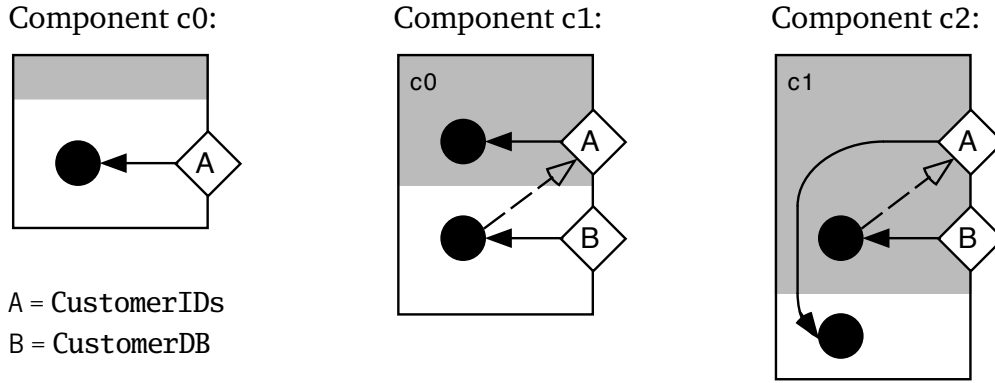 Component c0:
Component c1:
Component c2:
c0
c1
A
A
A
B
B
A = CustomerIDs
B = CustomerDB